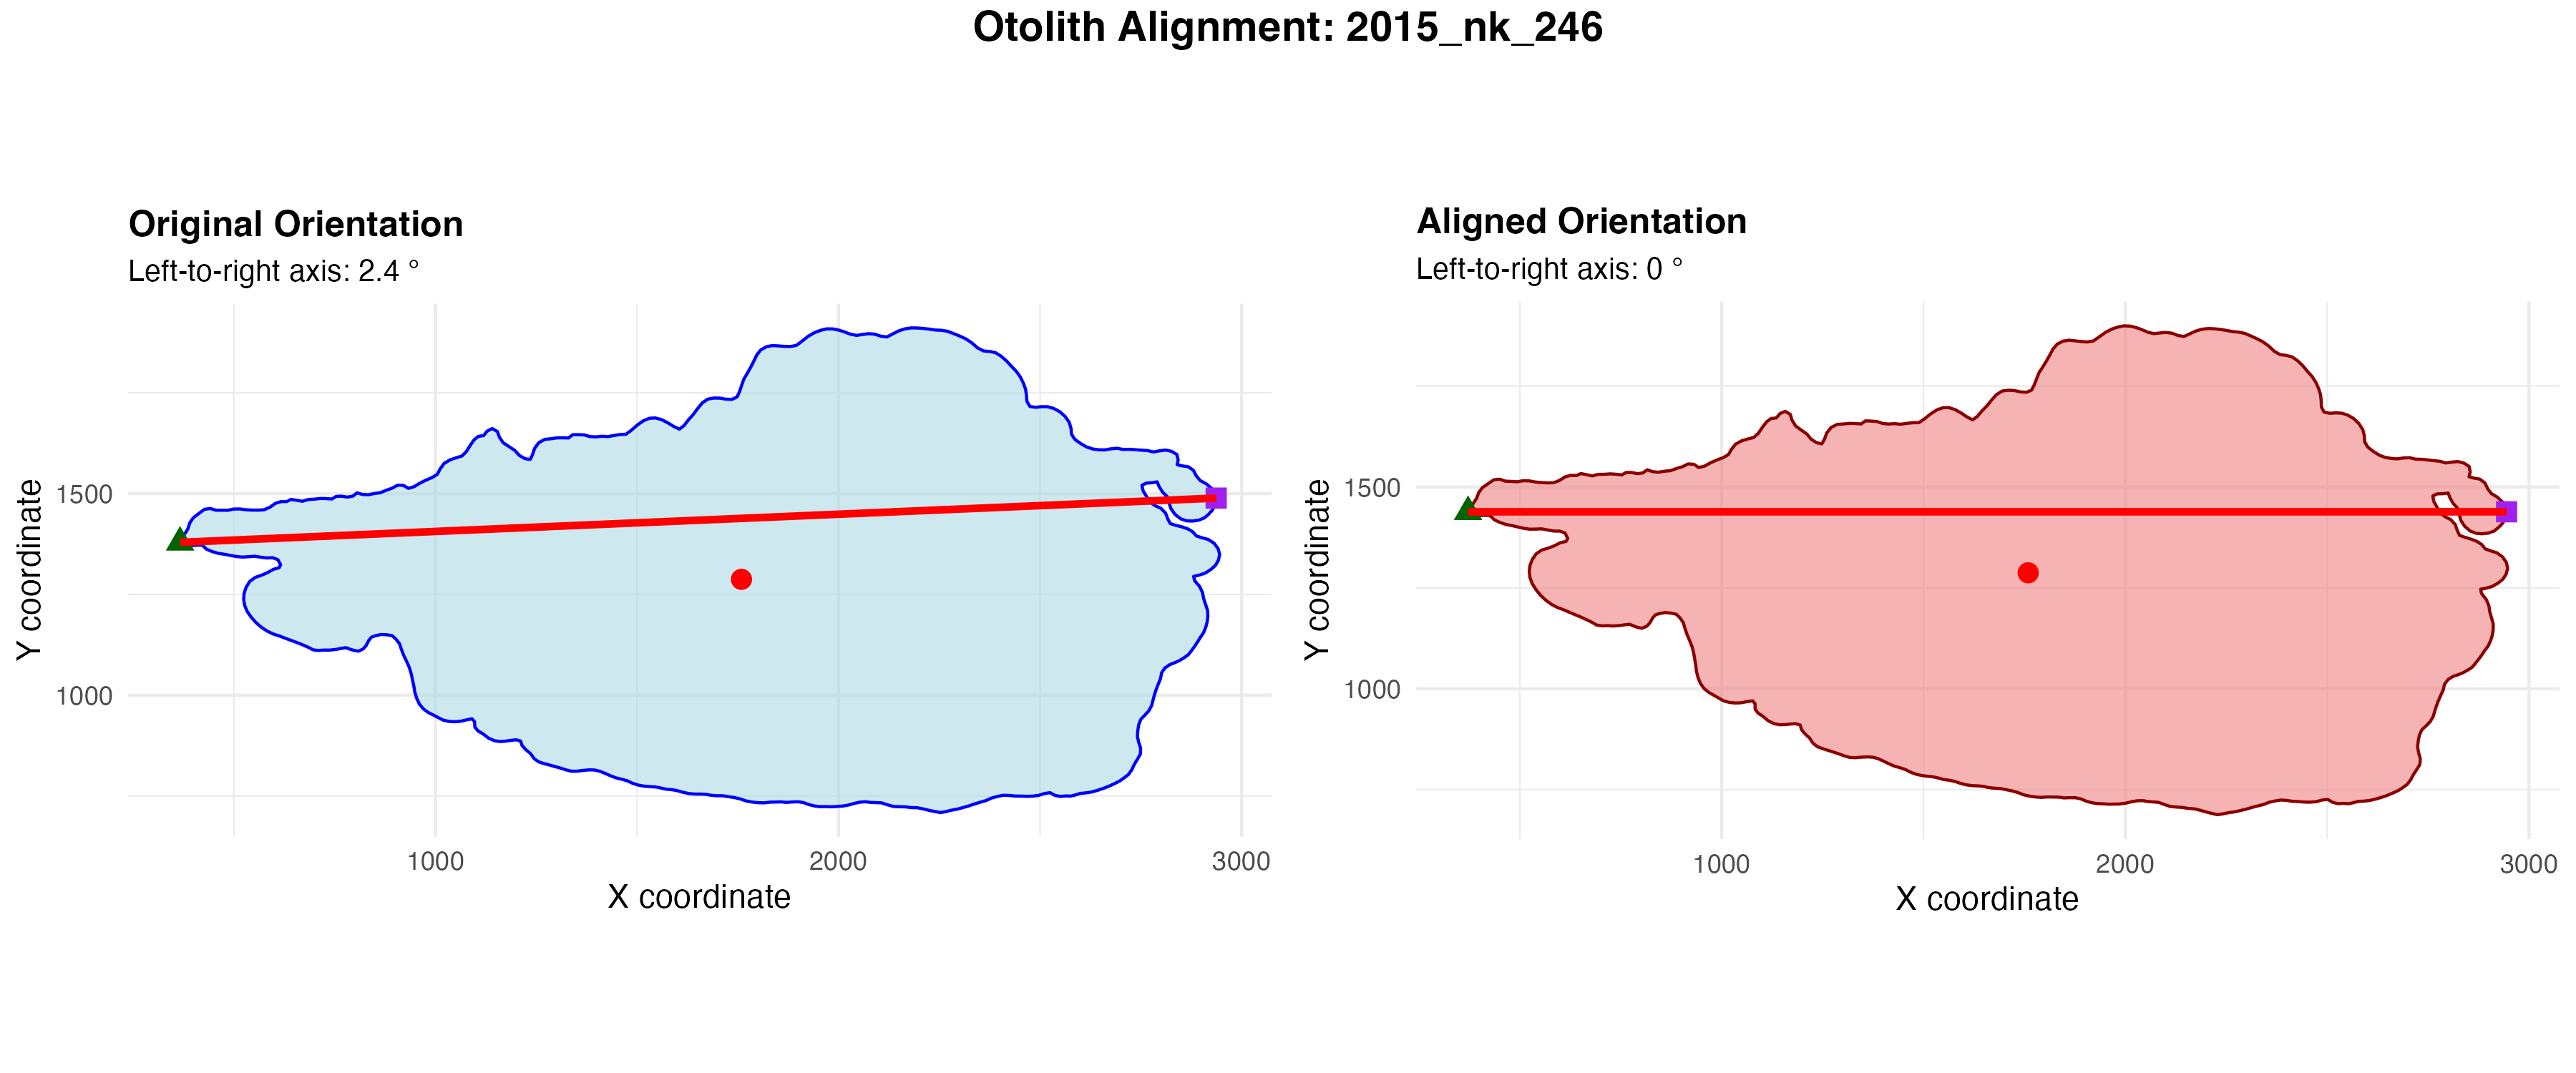 Otolith Alignment: 2015_nk_246
Original Orientation
Left-to-right axis: 2.4 °
Y coordinate
1500
1000
1000
2000
3000
X coordinate
Aligned Orientation
Left-to-right axis: 0 °
Y coordinate
1500
1000
1000
2000
3000
X coordinate